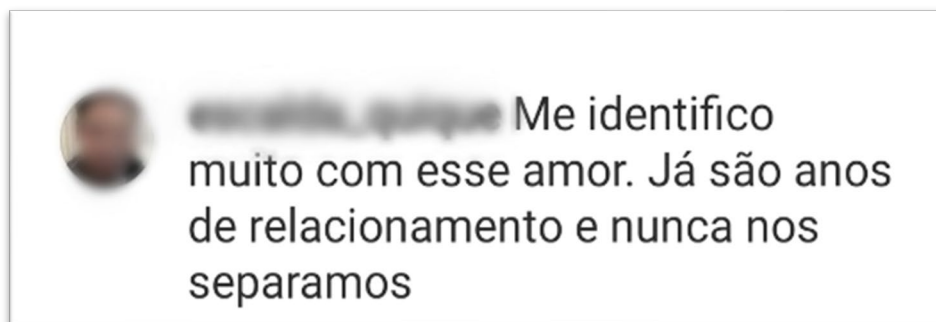 Me identifico
muito com esse amor. Já são anos
de relacionamento e nunca nos
separamos